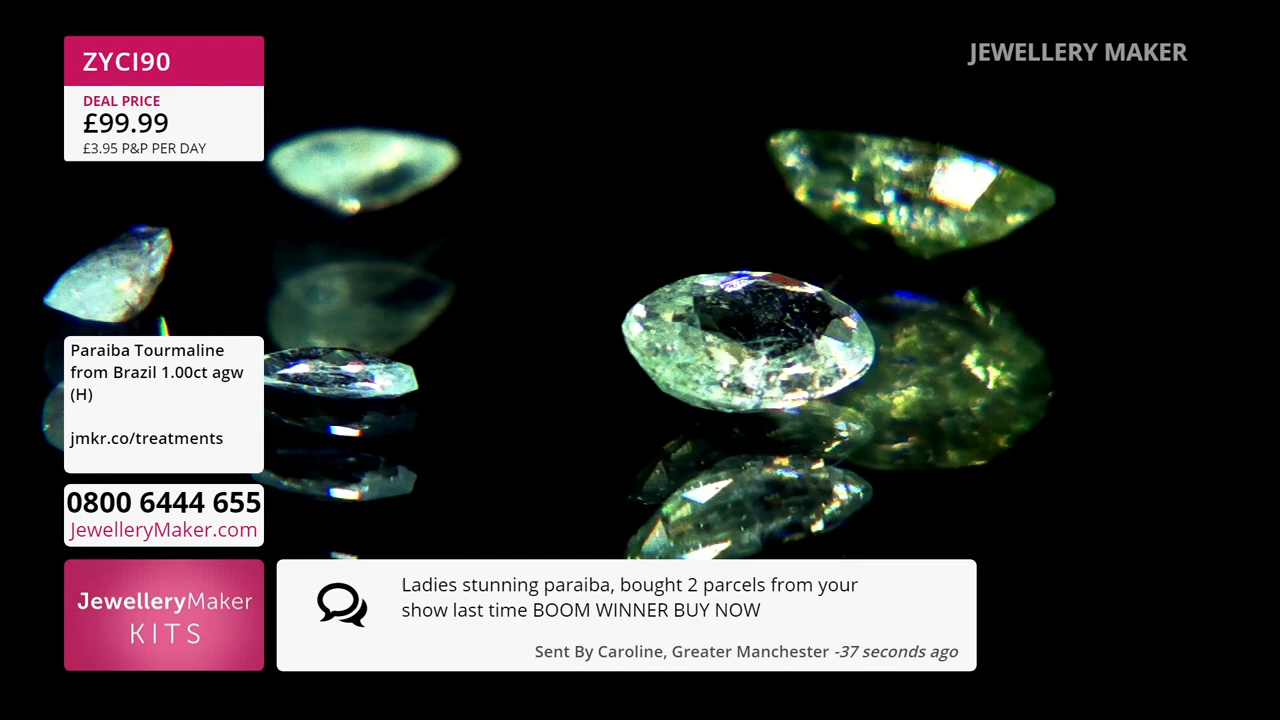 ZYCI90
DEAL PRICE
£99.99
£3.95 P&P PER DAY
JEWELLERY MAKER
Paraiba Tourmaline
from Brazil 1.00ct agw
(H)
jmkr.co/treatments
0800 6444 655
JewelleryMaker.com
JewelleryMaker
KITS
Ladies stunning paraiba, bought 2 parcels from your
show last time BOOM WINNER BUY NOW
Sent By Caroline, Greater Manchester -37 seconds ago